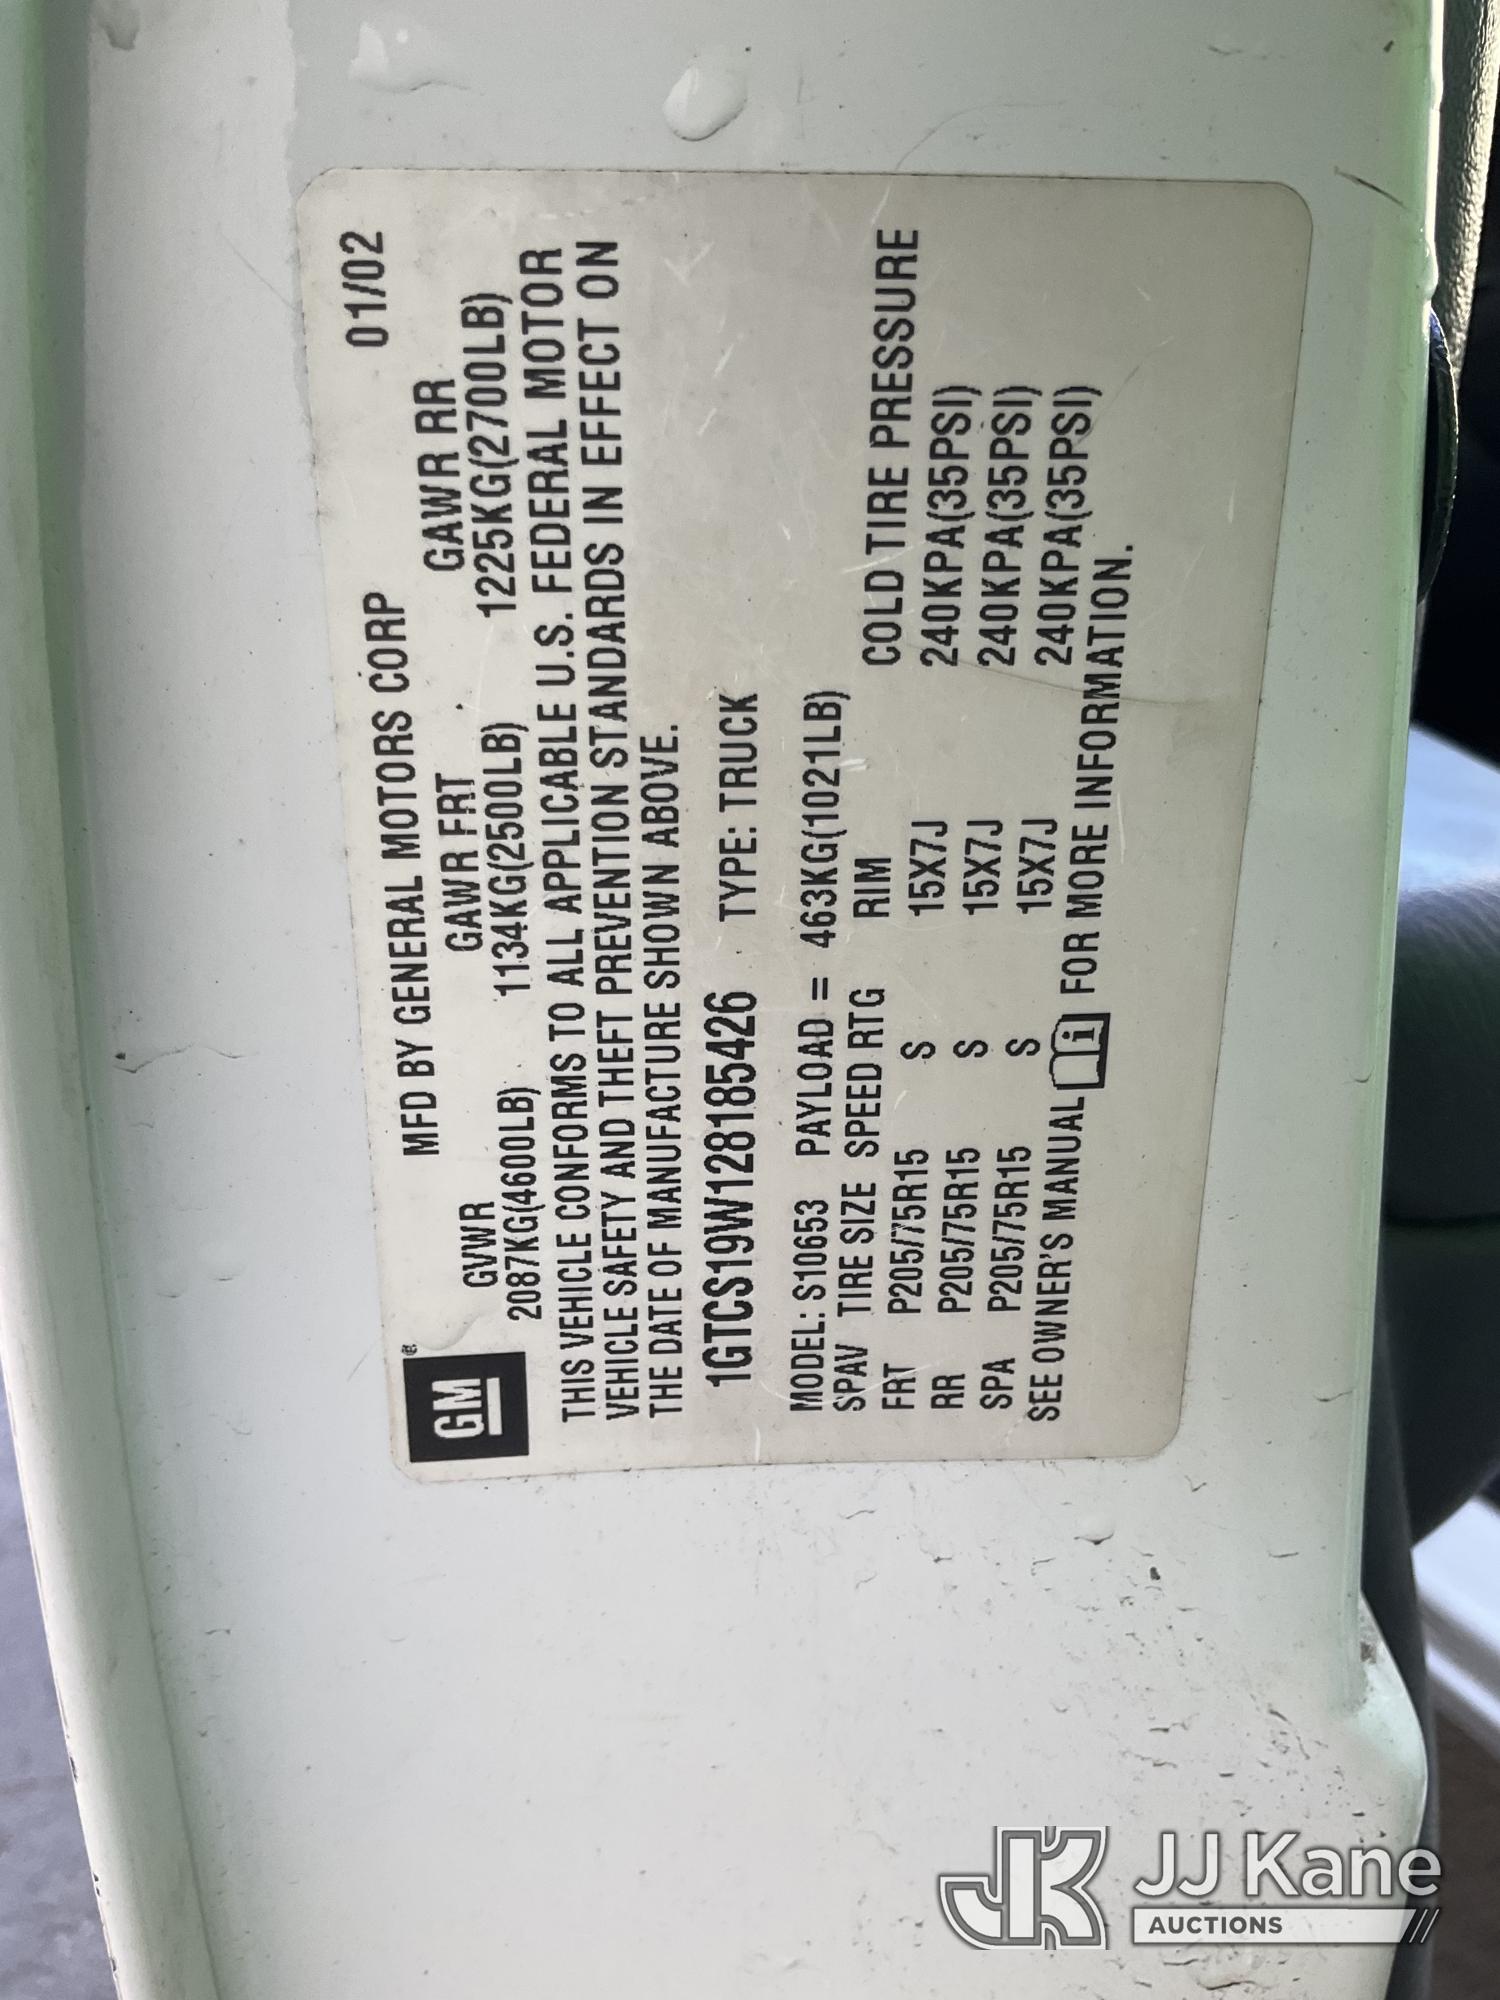 GM®
MFD BY GENERAL MOTORS CORP 01/02
GVWR GAWR FRT GAWR RR
2087KG(4600LB) 1134KG(2500LB) 1225KG(2700LB)
THIS VEHICLE CONFORMS TO ALL APPLICABLE U.S. FEDERAL MOTOR
VEHICLE SAFETY AND THEFT PREVENTION STANDARDS IN EFFECT ON
THE DATE OF MANUFACTURE SHOWN ABOVE.
1GTCS19W128185426 TYPE: TRUCK
MODEL: S10653 PAYLOAD = 463KG(1021LB)
SPAV TIRE SIZE SPEED RTG RIM COLD TIRE PRESSURE
FRT P205/75R15 S 15X7J 240KPA(35PSI)
RR P205/75R15 S 15X7J 240KPA(35PSI)
SPA P205/75R15 S 15X7J 240KPA(35PSI)
SEE OWNER'S MANUAL i FOR MORE INFORMATION.
JK JJ Kane
AUCTIONS